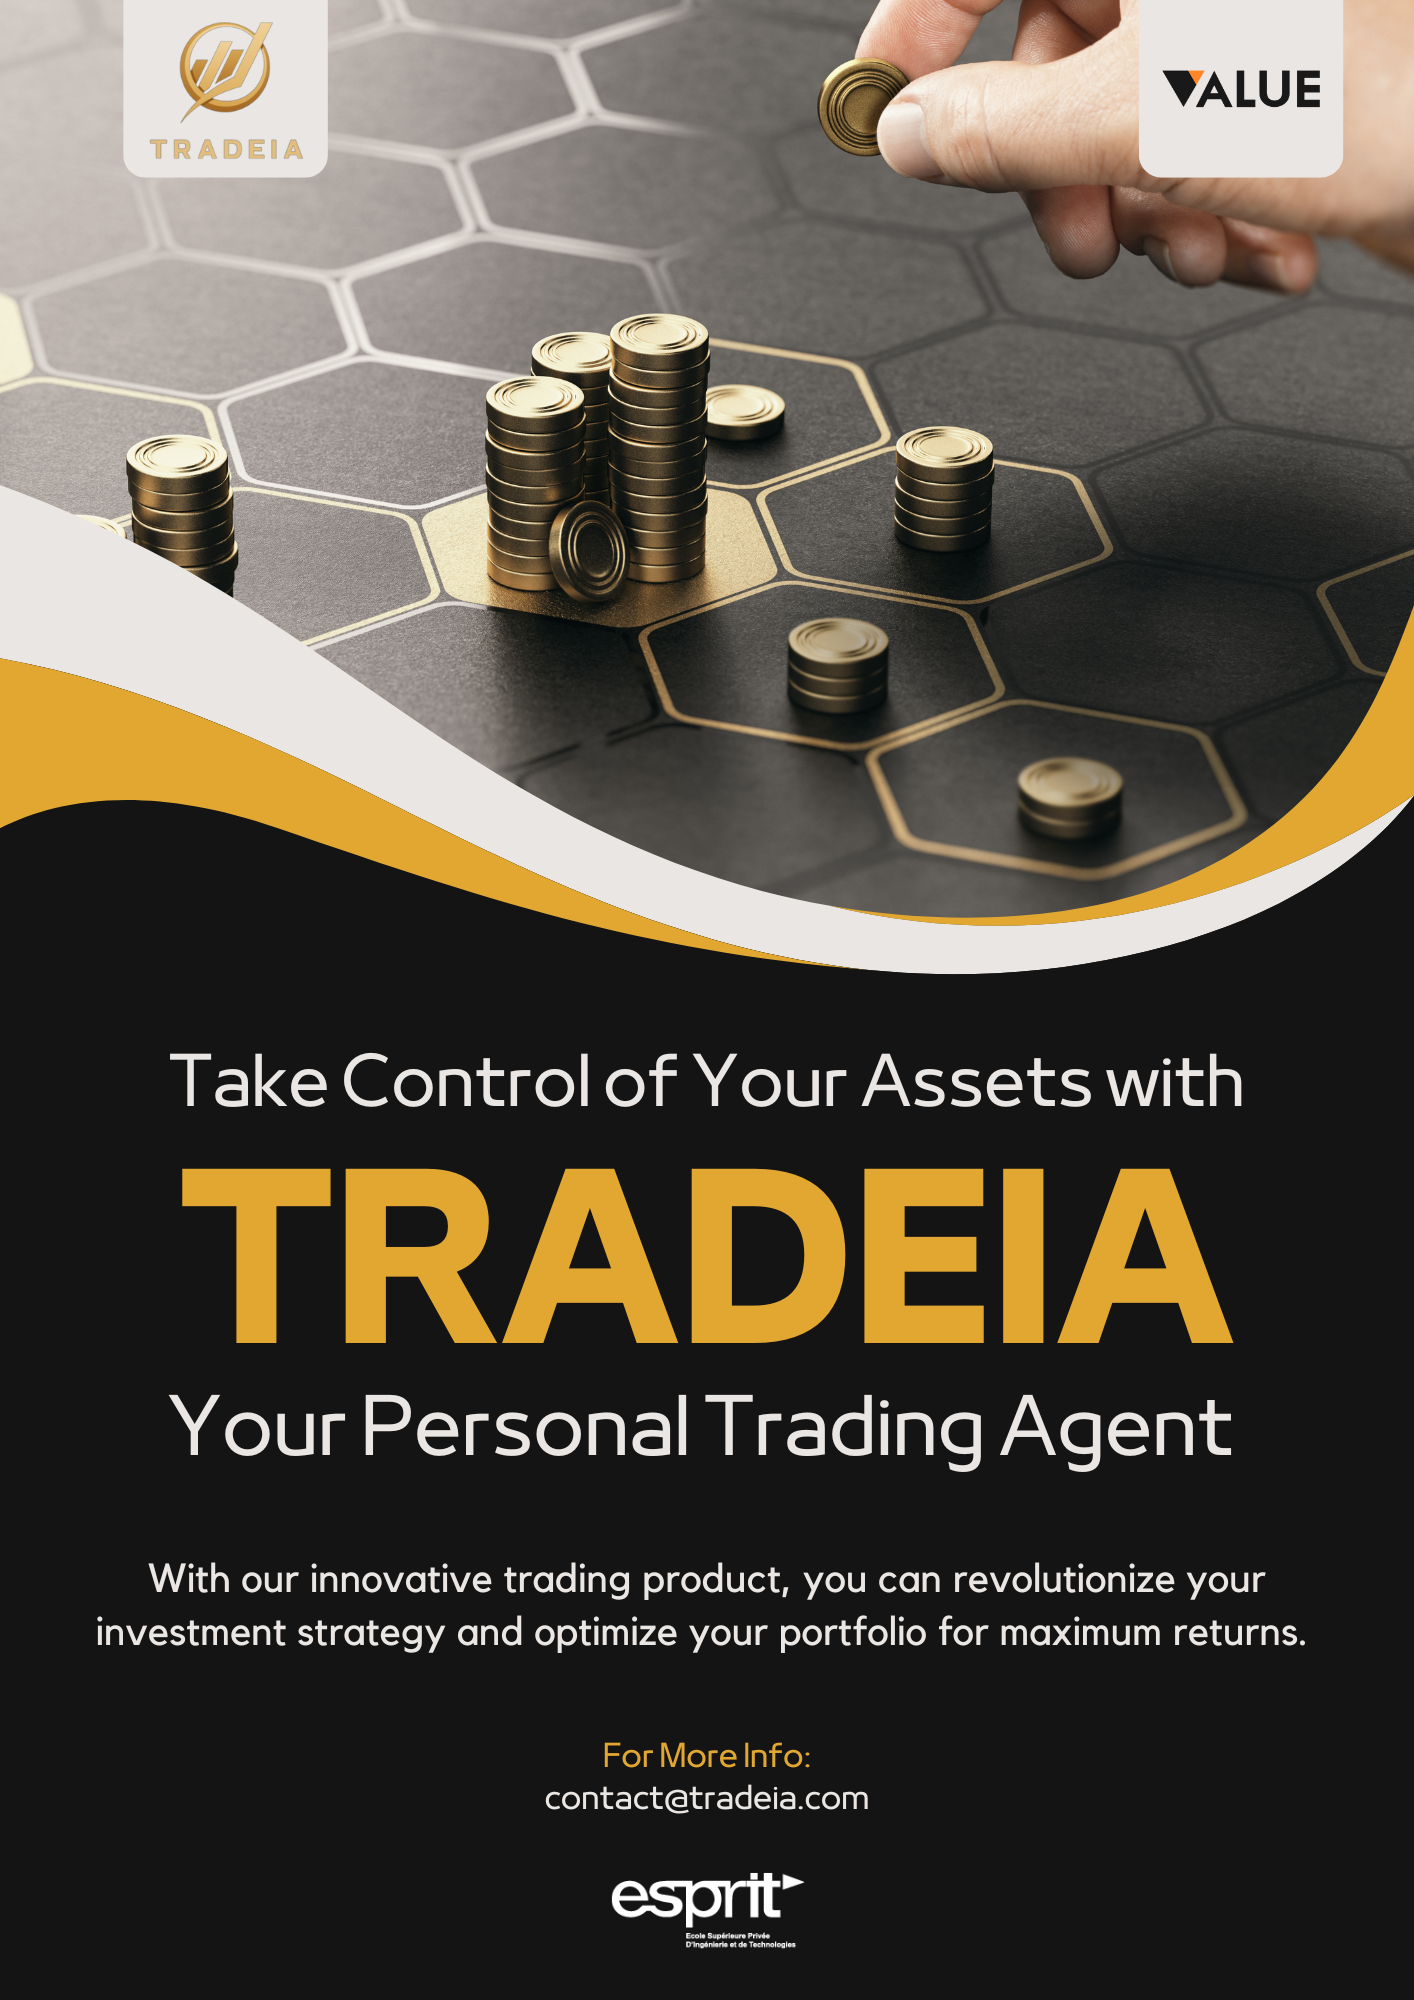 TRADEIA
VALUE
Take Control of Your Assets with
TRADEIA
Your Personal Trading Agent
With our innovative trading product, you can revolutionize your
investment strategy and optimize your portfolio for maximum returns.
For More Info:
contact@tradeia.com
esprit
Ecole Supérieure Privée
D'Ingénierie et de Technologies